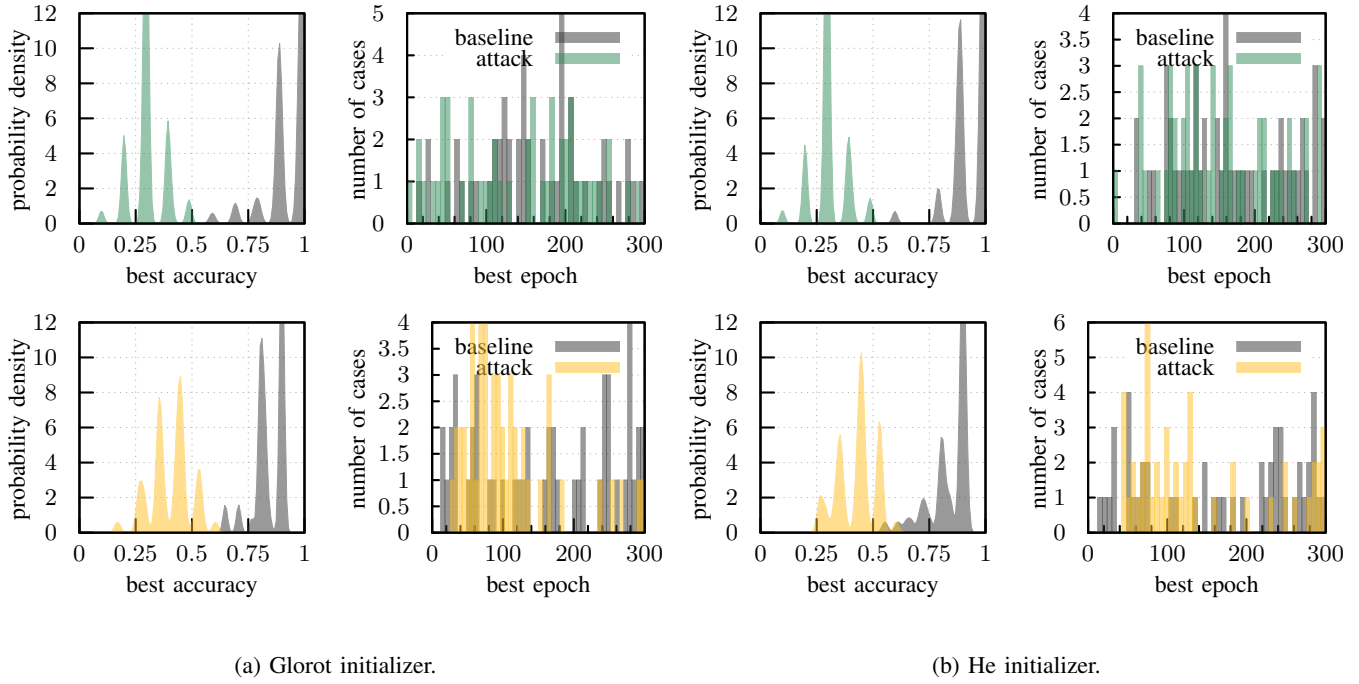 probability density
12
10
8
6
4
2
0
0 0.25 0.5 0.75 1
best accuracy
number of cases
5
4
3
2
1
0
0 100 200 300
best epoch
baseline
attack
probability density
12
10
8
6
4
2
0
0 0.25 0.5 0.75 1
best accuracy
number of cases
4
3.5
3
2.5
2
1.5
1
0.5
0
0 100 200 300
best epoch
baseline
attack
probability density
12
10
8
6
4
2
0
0 0.25 0.5 0.75 1
best accuracy
number of cases
4
3.5
3
2.5
2
1.5
1
0.5
0
0 100 200 300
best epoch
baseline
attack
probability density
12
10
8
6
4
2
0
0 0.25 0.5 0.75 1
best accuracy
number of cases
6
5
4
3
2
1
0
0 100 200 300
best epoch
baseline
attack
(a) Glorot initializer.
(b) He initializer.